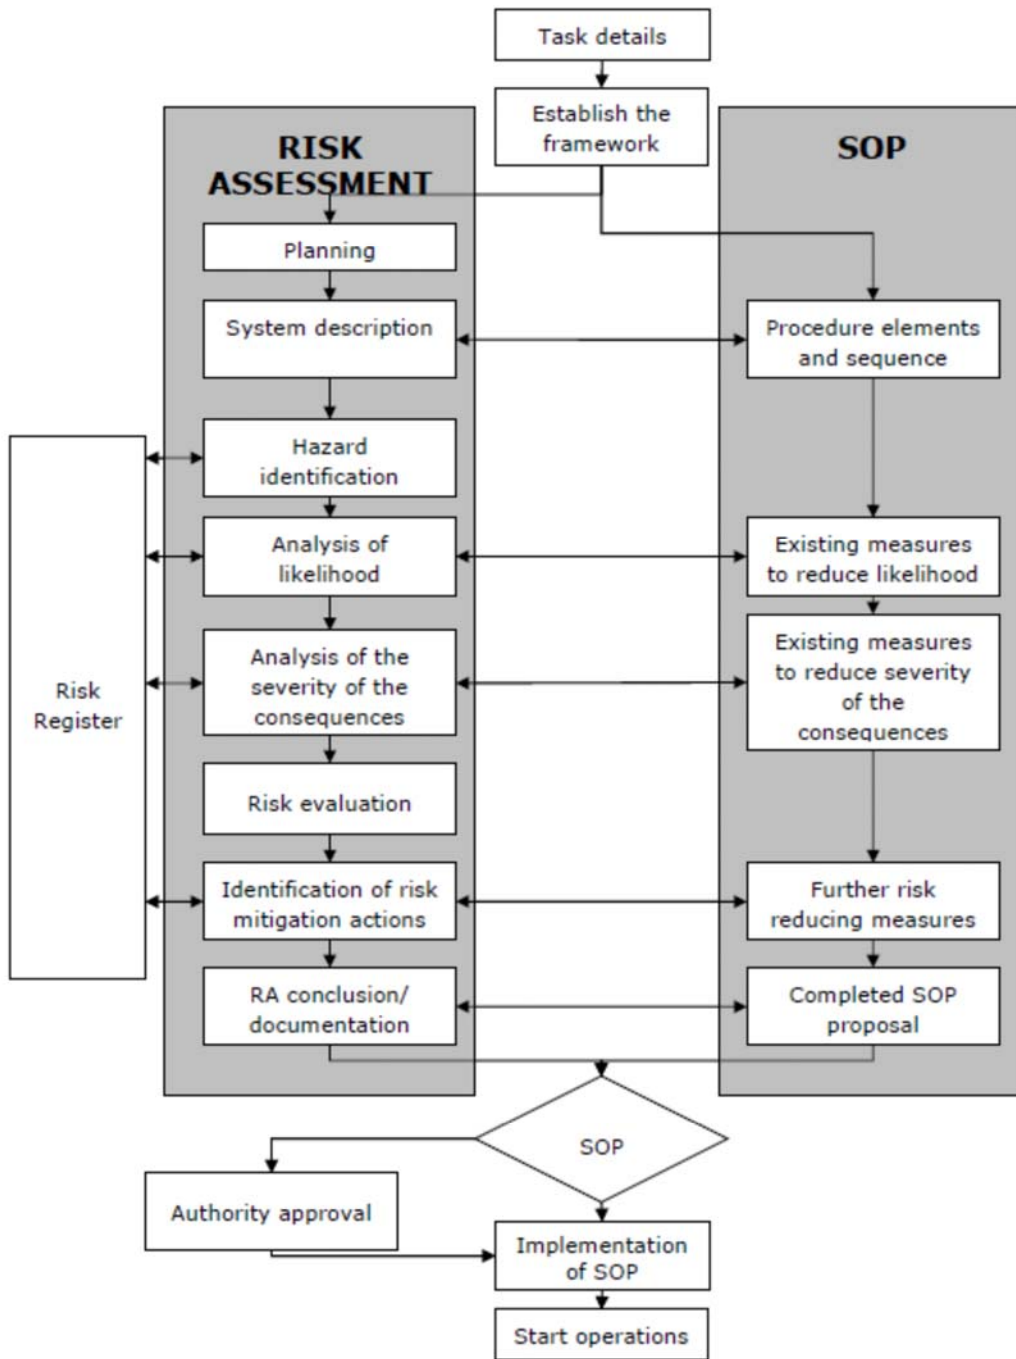 Task details
Establish the
framework
RISK
ASSESSMENT
SOP
Planning
System description
Procedure elements
and sequence
Hazard
identification
Analysis of
likelihood
Existing measures
to reduce likelihood
Risk
Register
Analysis of the
severity of the
consequences
Existing measures
to reduce severity
of the
consequences
Risk evaluation
Identification of risk
mitigation actions
Further risk
reducing measures
RA conclusion/
documentation
Completed SOP
proposal
SOP
Authority approval
Implementation
of SOP
Start operations